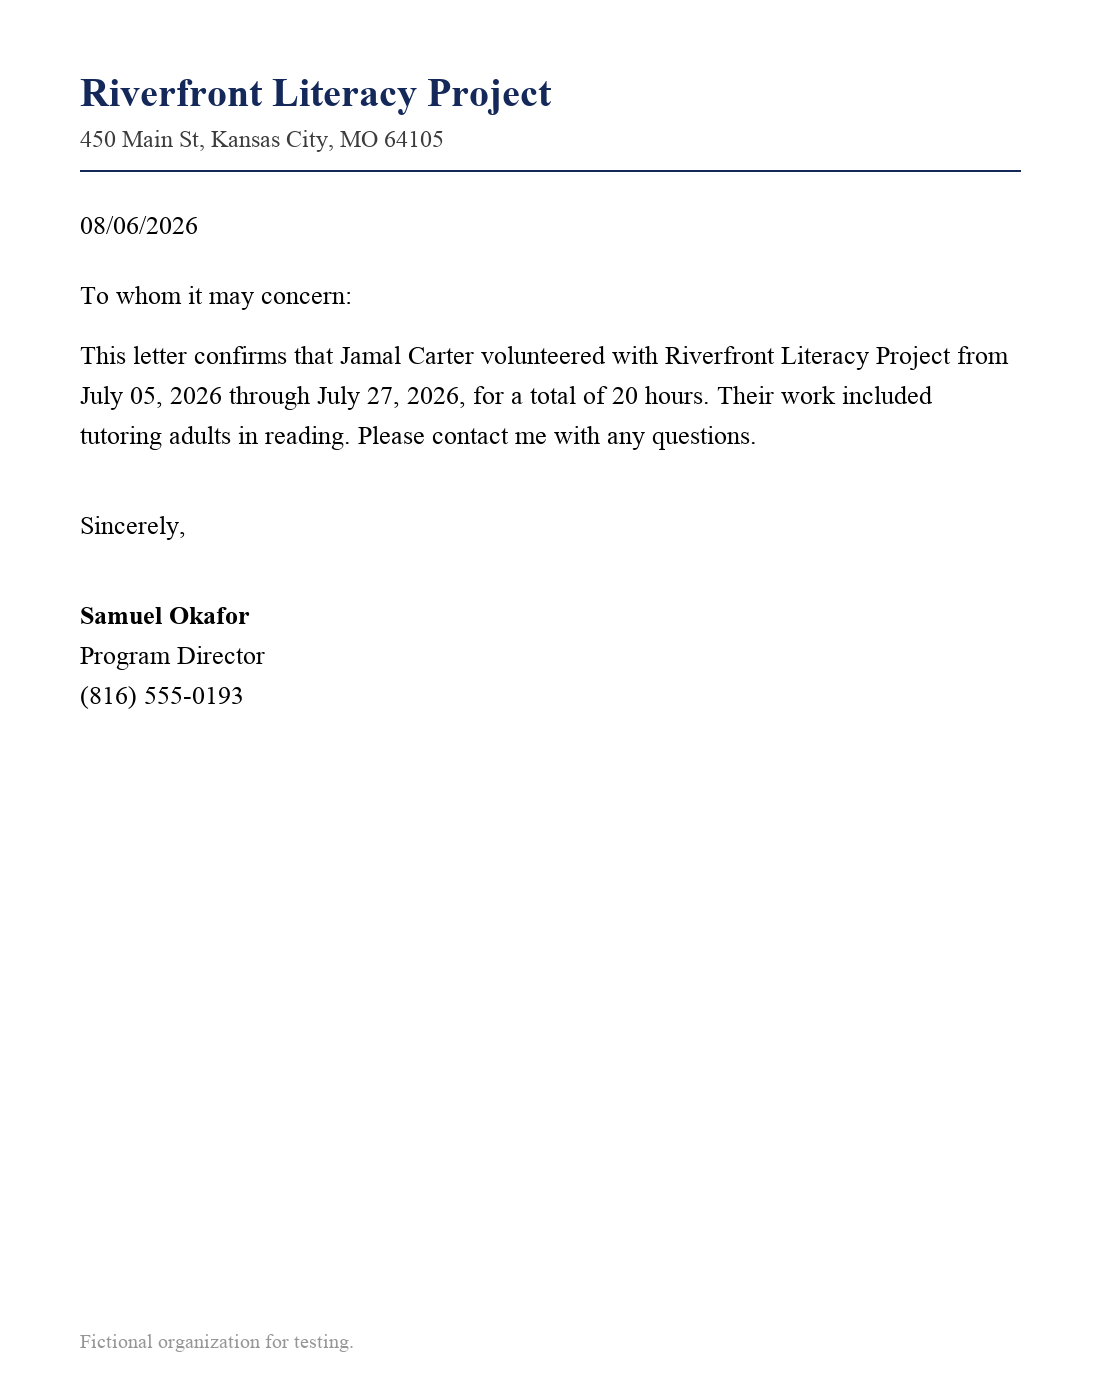 Riverfront Literacy Project
450 Main St, Kansas City, MO 64105
08/06/2026
To whom it may concern:
This letter confirms that Jamal Carter volunteered with Riverfront Literacy Project from
July 05, 2026 through July 27, 2026, for a total of 20 hours. Their work included
tutoring adults in reading. Please contact me with any questions.
Sincerely,
Samuel Okafor
Program Director
(816) 555-0193
Fictional organization for testing.